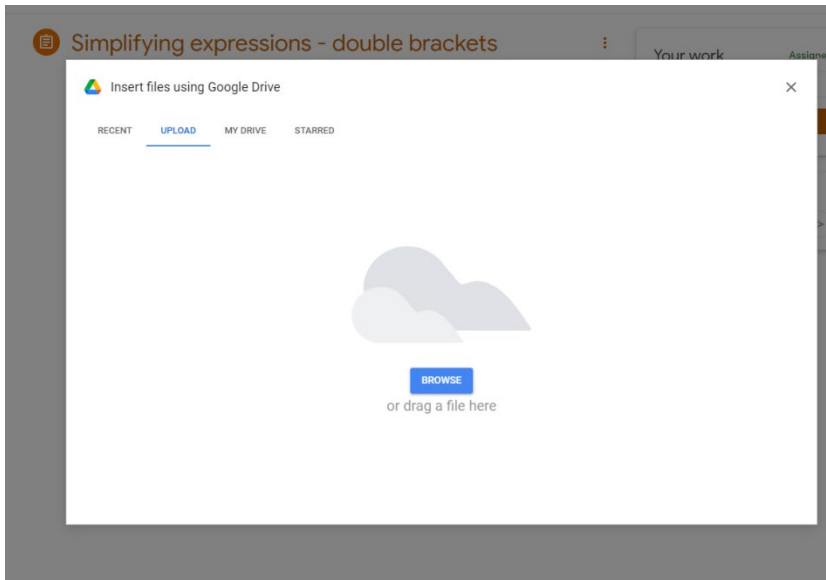 Simplifying expressions - double brackets
Your work
Insert files using Google Drive
RECENT UPLOAD MY DRIVE STARRED
BROWSE
or drag a file here